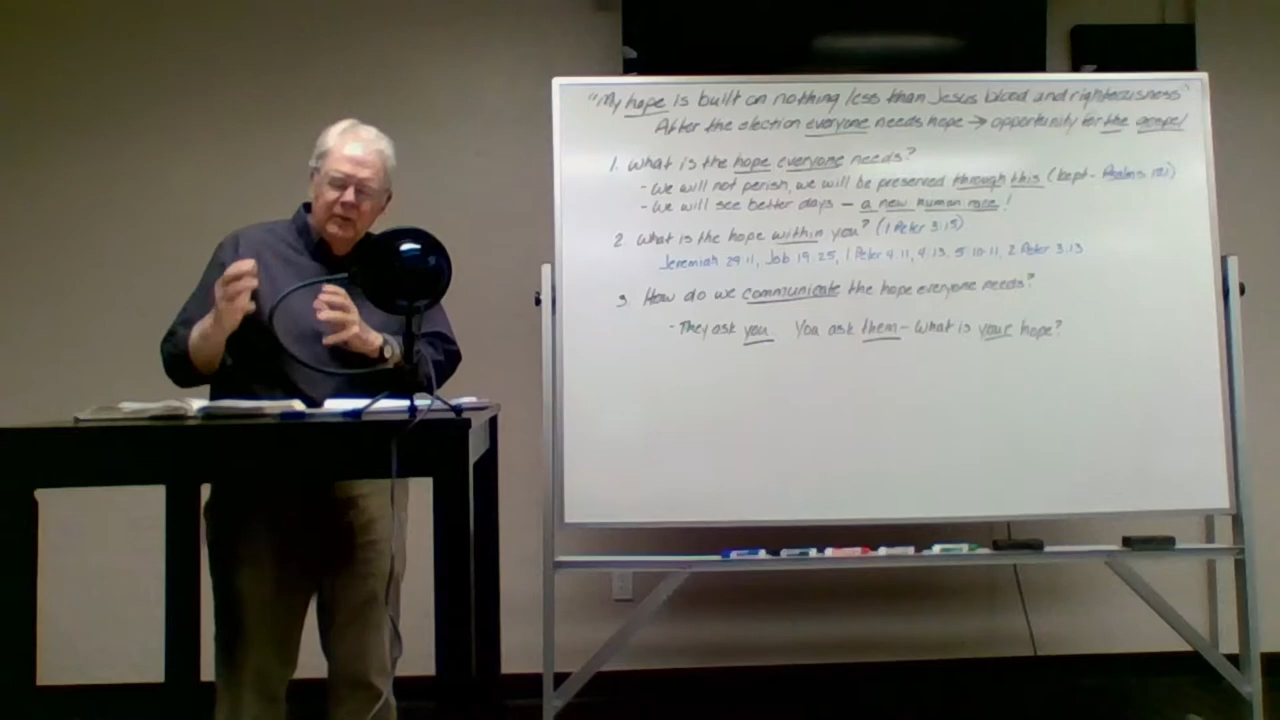 "My hope is built on nothing less than Jesus blood and righteousness"
After the election everyone needs hope → opportunity for the gospel
1. What is the hope everyone needs?
- We will not perish, we will be preserved through this (kept - Psalms 121)
- We will see better days - a new human race!
2. What is the hope within you? (1 Peter 3:15)
Jeremiah 29:11, Job 19:25, 1 Peter 4:11, 4:13, 5:10-11, 2 Peter 3:13
3 How do we communicate the hope everyone needs?
- They ask you. You ask them - What is your hope?